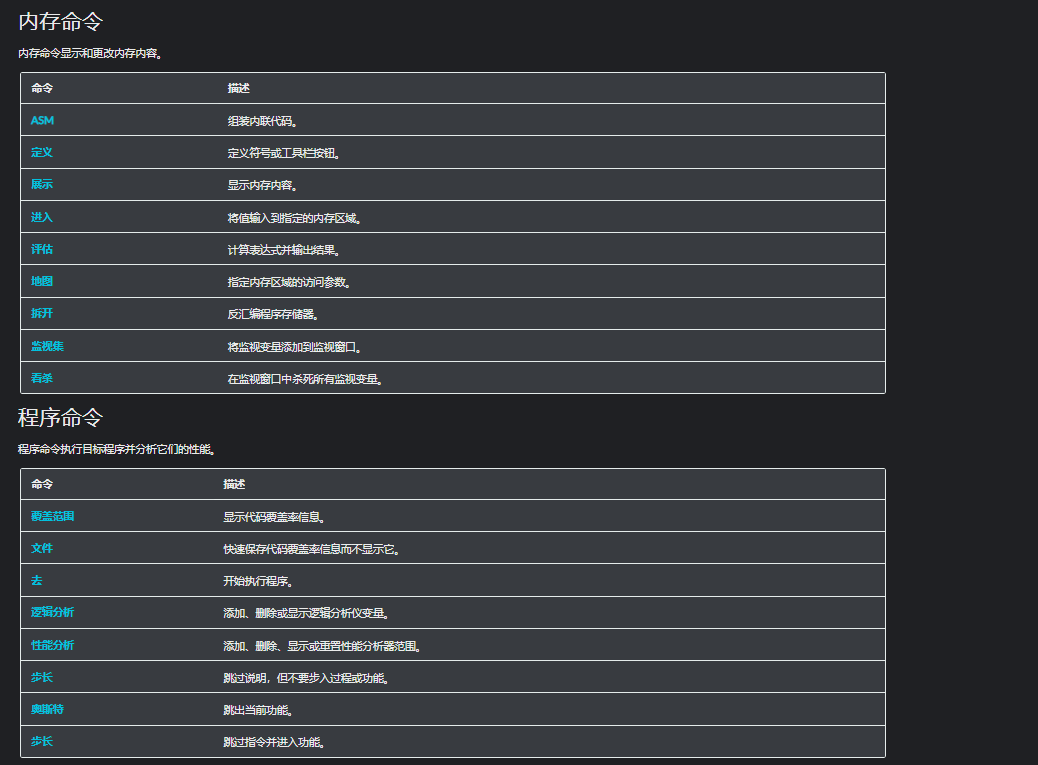 内存命令
内存命令显示和更改内存内容。
命令 描述
ASM 组装内联代码。
定义 定义符号或工具栏按钮。
展示 显示内存内容。
进入 将值输入到指定的内存区域。
评估 计算表达式并输出结果。
地图 指定内存区域的访问参数。
拆开 反汇编程序存储器。
监视集 将监视变量添加到监视窗口。
看杀 在监视窗口中杀死所有监视变量。
程序命令
程序命令执行目标程序并分析它们的性能。
命令 描述
覆盖范围 显示代码覆盖率信息。
文件 快速保存代码覆盖率信息而不显示它。
去 开始执行程序。
逻辑分析 添加、删除或显示逻辑分析仪变量。
性能分析 添加、删除、显示或重置性能分析器范围。
步长 跳过说明，但不要步入过程或功能。
奥斯特 跳出当前功能。
步长 跳过指令并进入功能。